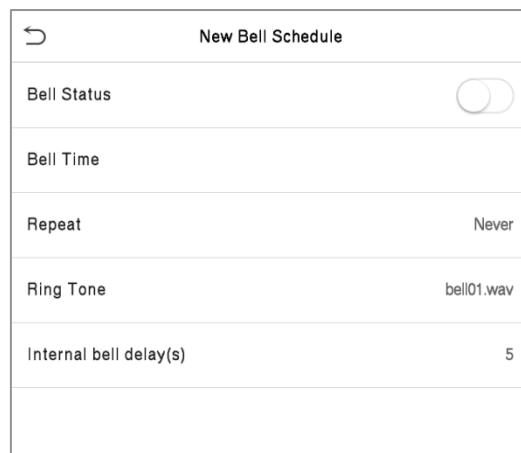 New Bell Schedule
Bell Status
Bell Time
Repeat Never
Ring Tone bell01.wav
Internal bell delay(s) 5